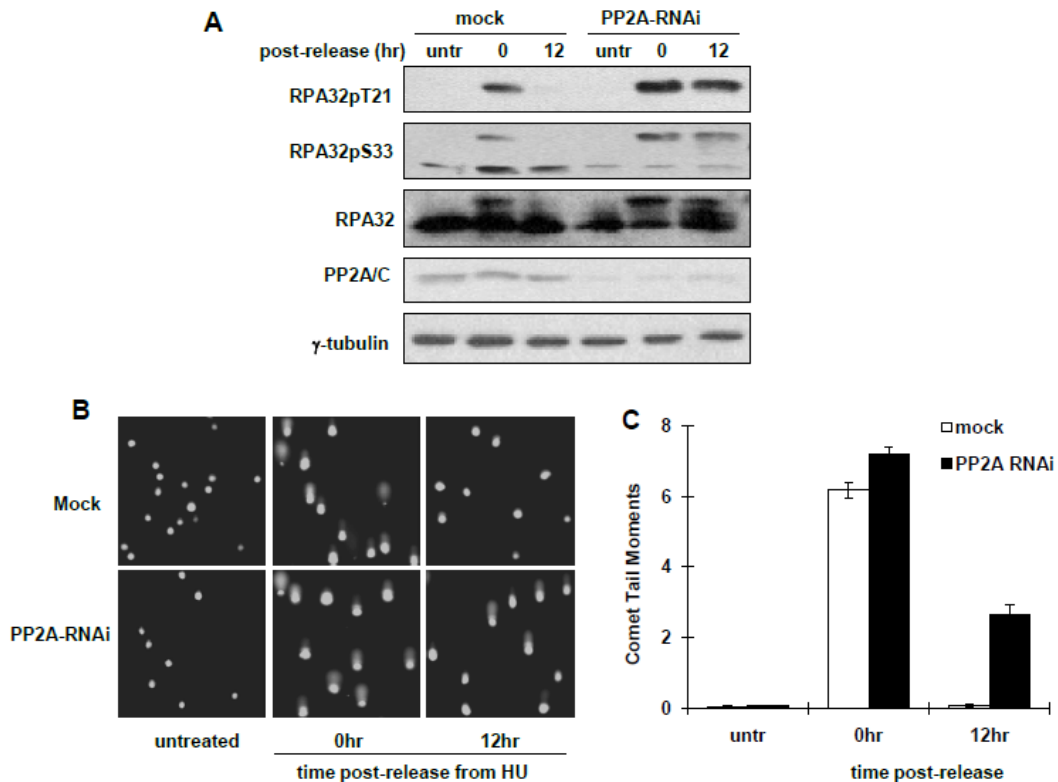 A
mock PP2A-RNAi
post-release (hr) untr 0 12 untr 0 12
RPA32pT21
RPA32pS33
RPA32
PP2A/C
γ-tubulin
B
Mock
PP2A-RNAi
untreated 0hr 12hr
time post-release from HU
C
mock
PP2A RNAi
Comet Tail Moments
8
6
4
2
0
untr 0hr 12hr
time post-release